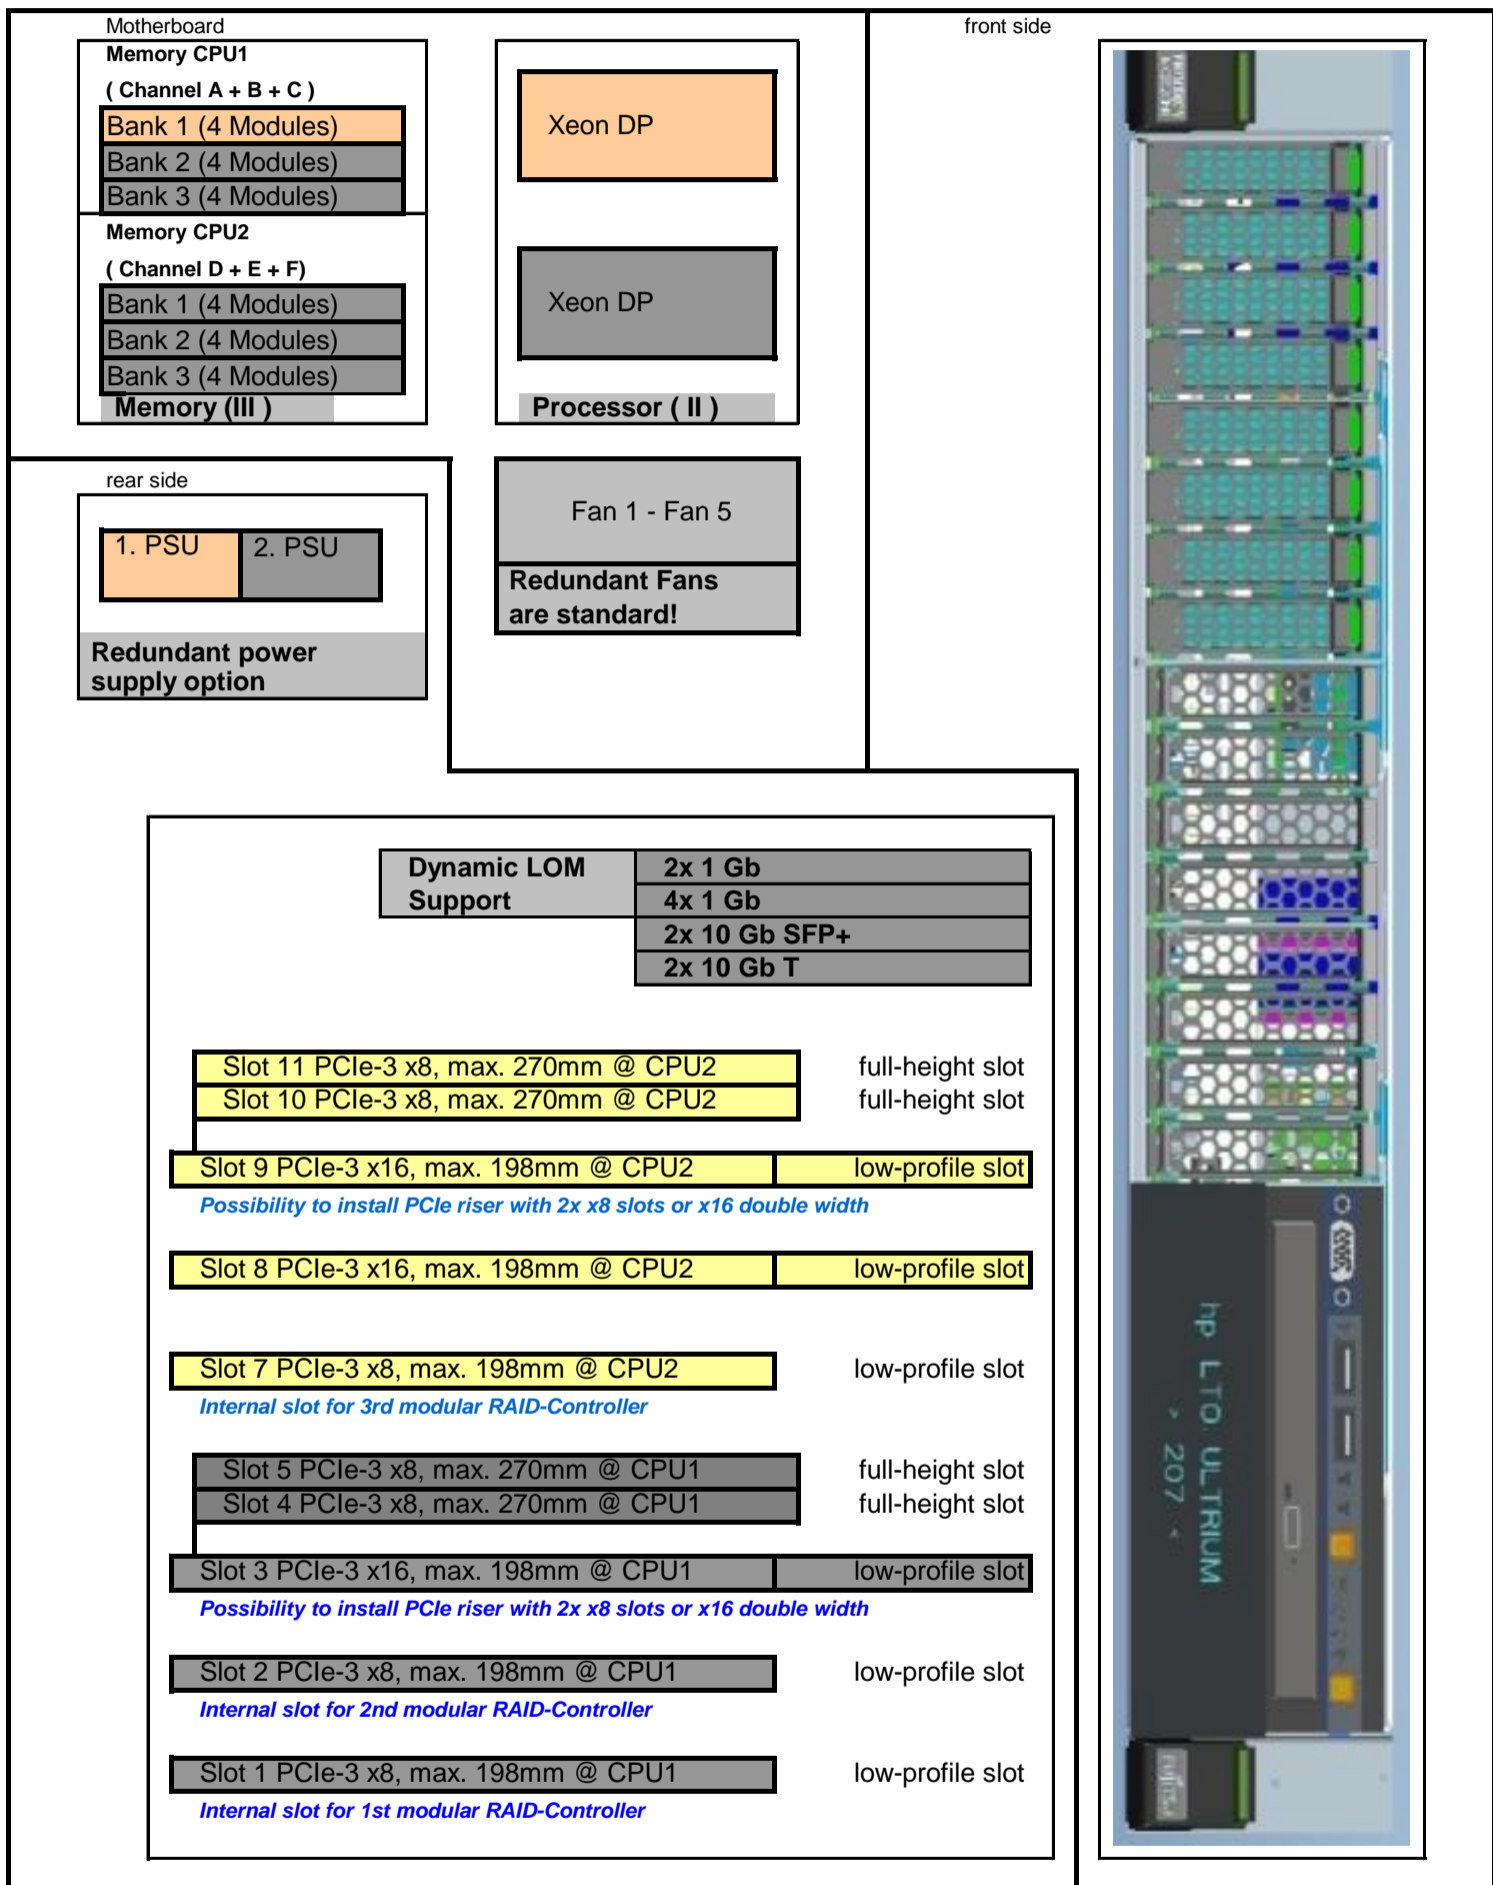 Motherboard
Memory CPU1
( Channel A + B + C )
Bank 1 (4 Modules)
Bank 2 (4 Modules)
Bank 3 (4 Modules)
Memory CPU2
( Channel D + E + F)
Bank 1 (4 Modules)
Bank 2 (4 Modules)
Bank 3 (4 Modules)
Memory (III )
Xeon DP
Xeon DP
Processor ( II )
front side
rear side
1. PSU
2. PSU
Redundant power
supply option
Fan 1 - Fan 5
Redundant Fans
are standard!
Dynamic LOM
Support
2x 1 Gb
4x 1 Gb
2x 10 Gb SFP+
2x 10 Gb T
Slot 11 PCIe-3 x8, max. 270mm @ CPU2 full-height slot
Slot 10 PCIe-3 x8, max. 270mm @ CPU2 full-height slot
Slot 9 PCIe-3 x16, max. 198mm @ CPU2 low-profile slot
Possibility to install PCIe riser with 2x x8 slots or x16 double width
Slot 8 PCIe-3 x16, max. 198mm @ CPU2 low-profile slot
Slot 7 PCIe-3 x8, max. 198mm @ CPU2 low-profile slot
Internal slot for 3rd modular RAID-Controller
Slot 5 PCIe-3 x8, max. 270mm @ CPU1 full-height slot
Slot 4 PCIe-3 x8, max. 270mm @ CPU1 full-height slot
Slot 3 PCIe-3 x16, max. 198mm @ CPU1 low-profile slot
Possibility to install PCIe riser with 2x x8 slots or x16 double width
Slot 2 PCIe-3 x8, max. 198mm @ CPU1 low-profile slot
Internal slot for 2nd modular RAID-Controller
Slot 1 PCIe-3 x8, max. 198mm @ CPU1 low-profile slot
Internal slot for 1st modular RAID-Controller
hp LTO ULTRIUM
> 207 <
FUJITSU